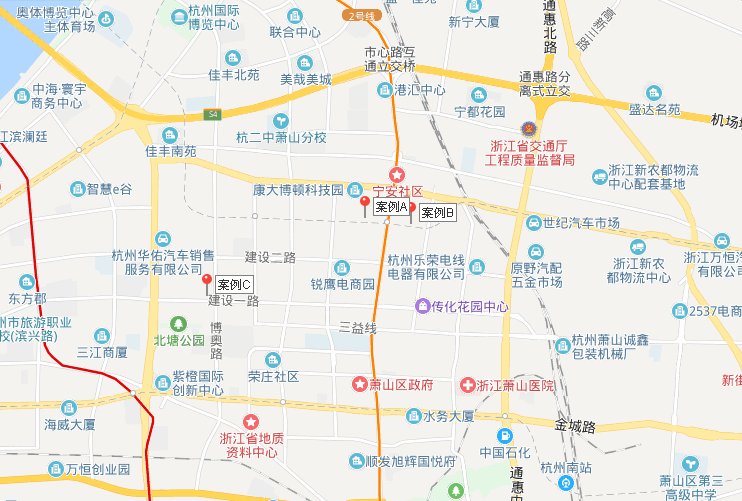 奥体博览中心
主体育场
杭州国际
博览中心
联合中心
2号线
新宁大厦
通惠北路
高新三路
佳丰北苑
美哉美城
市心路互
通立交桥
通惠路分
离式立交
中海·寰宇
商务中心
港汇中心
宁都花园
盛达名苑
S4
机场城
江滨澜廷
杭二中萧山分校
佳丰南苑
浙江省交通厅
工程质量监督局
浙江新农都物流
中心配套基地
智慧e谷
康大博顿科技园
宁安社区
案例A
案例B
世纪汽车市场
杭州华佑汽车销售
服务有限公司
建设二路
杭州乐荣电线
电器有限公司
原野汽配
五金市场
浙江新农
都物流中心
浙江万恒
汽车有限公
锐鹰电商园
案例C
东方郡
建设一路
传化花园中心
2537电商
州市旅游职业
校(滨兴路)
三益线
博奥路
北塘公园
三江商厦
杭州萧山诚鑫
包装机械厂
紫橙国际
创新中心
荣庄社区
萧山区政府
浙江萧山医院
新街
海威大厦
水务大厦
金城路
浙江省地质
资料中心
中国石化
万恒创业园
顺发旭辉国悦府
杭州南站
萧山区第三
高级中学
通惠中